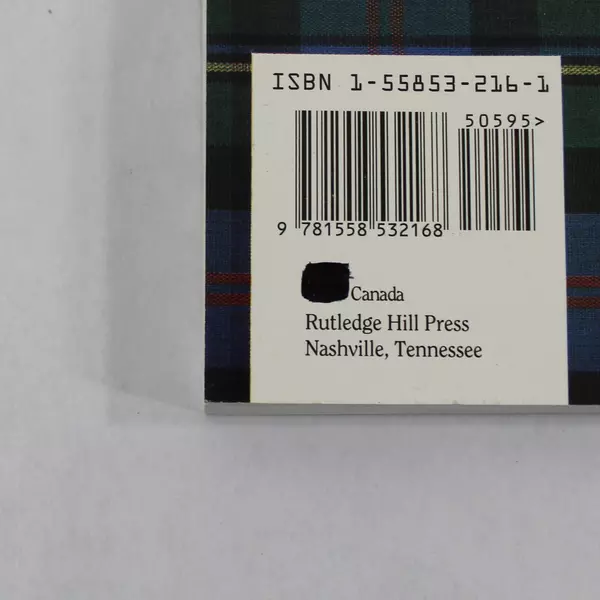 ISBN 1-55853-216-1
50595>
9 781558 532168
Canada
Rutledge Hill Press
Nashville, Tennessee